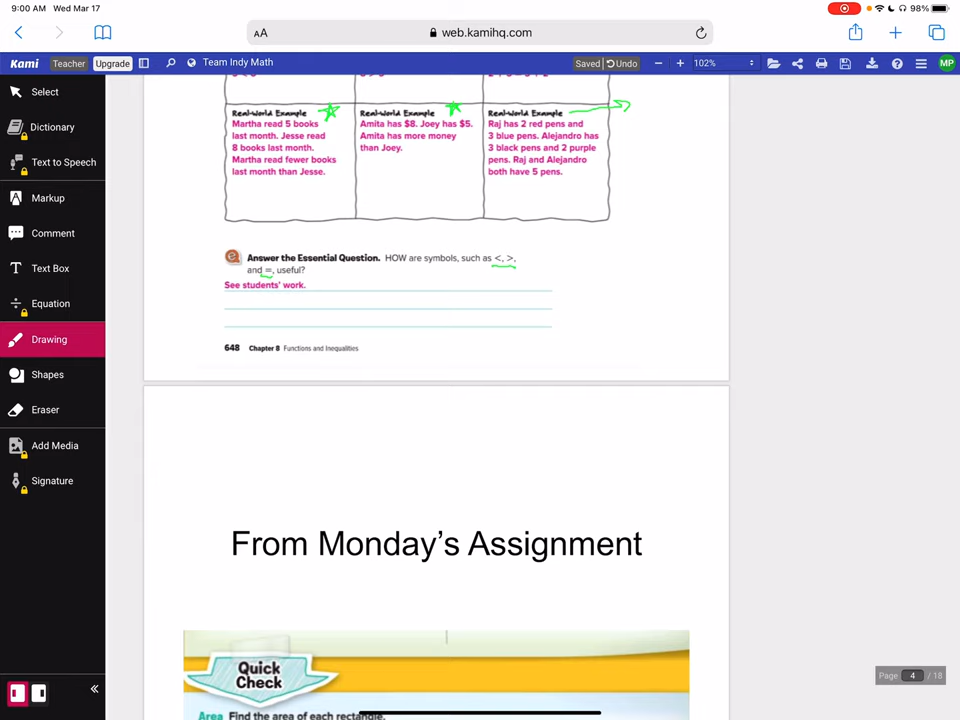 9:00 AM Wed Mar 17
98%
AA
web.kamihq.com
Kami
Teacher
Upgrade
Team Indy Math
Saved
Undo
102%
MP
Select
Dictionary
Text to Speech
Markup
Comment
Text Box
Equation
Drawing
Shapes
Eraser
Add Media
Signature
Real-World Example
Martha read 5 books
last month. Jesse read
8 books last month.
Martha read fewer books
last month than Jesse.
Real-World Example
Amita has $8. Joey has $5.
Amita has more money
than Joey.
Real-World Example
Raj has 2 red pens and
3 blue pens. Alejandro has
3 black pens and 2 purple
pens. Raj and Alejandro
both have 5 pens.
e Answer the Essential Question. HOW are symbols, such as <, >,
and =, useful?
See students' work.
648 Chapter 8 Functions and Inequalities
From Monday's Assignment
Quick
Check
Area Find the area of each rectangle.
Page 4 / 18